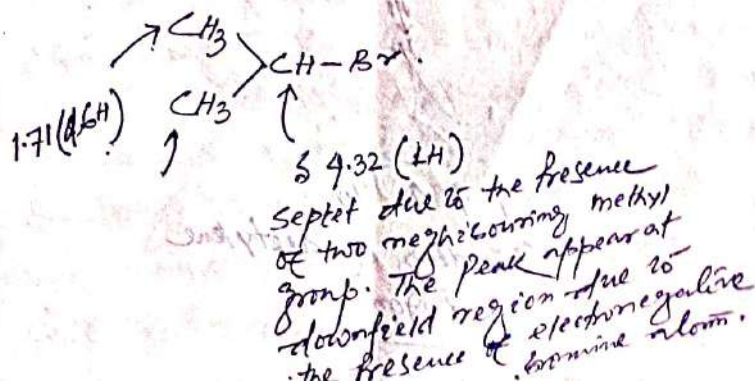 CH3
CH-Br.
CH3
1.71 (6H)
δ 4.32 (1H)
septet due to the presence
of two neighbouring methyl
group. The Peak appear at
downfield region due to
the presence of electronegative
bromine atom.